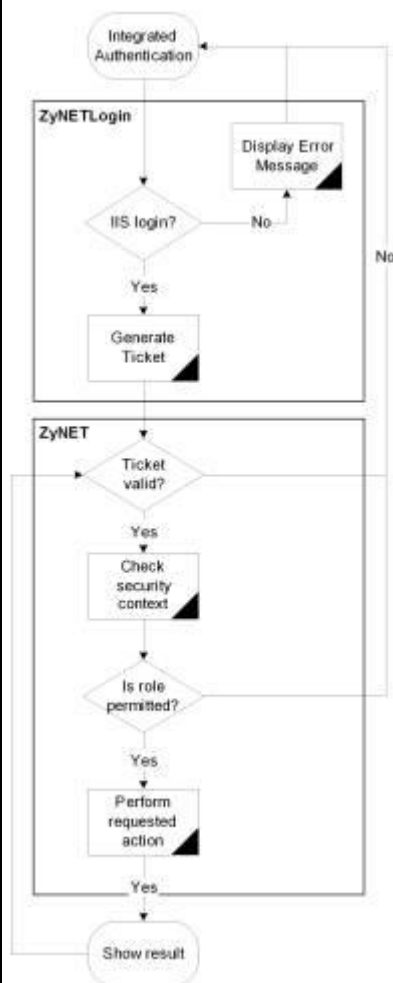 Integrated
Authentication
ZyNETLogin
Display Error
Message
IIS login?
No
No
Yes
Generate
Ticket
ZyNET
Ticket
valid?
Yes
Check
security
context
Is role
permitted?
Yes
Perform
requested
action
Yes
Show result